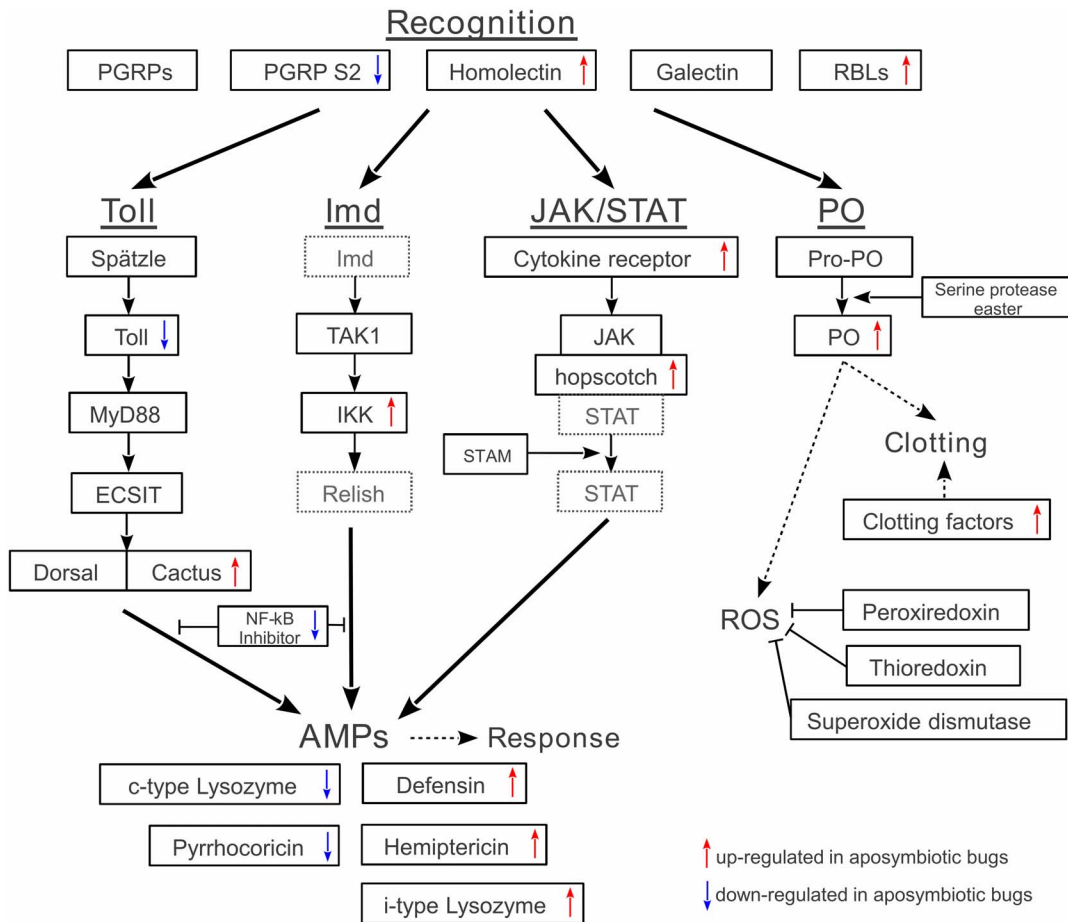 Recognition
PGRPs
PGRP S2
Homolectin
Galectin
RBLs
Toll
Imd
JAK/STAT
PO
Spätzle
Imd
Cytokine receptor
Pro-PO
Serine protease
easter
Toll
TAK1
JAK
PO
hopscotch
MyD88
IKK
STAT
Clotting
STAM
ECSIT
Relish
STAT
Clotting factors
Dorsal
Cactus
NF-kB
Inhibitor
ROS
Peroxiredoxin
Thioredoxin
Superoxide dismutase
AMPs
Response
c-type Lysozyme
Defensin
Pyrrhocoricin
Hemiptericin
i-type Lysozyme
up-regulated in aposymbiotic bugs
down-regulated in aposymbiotic bugs